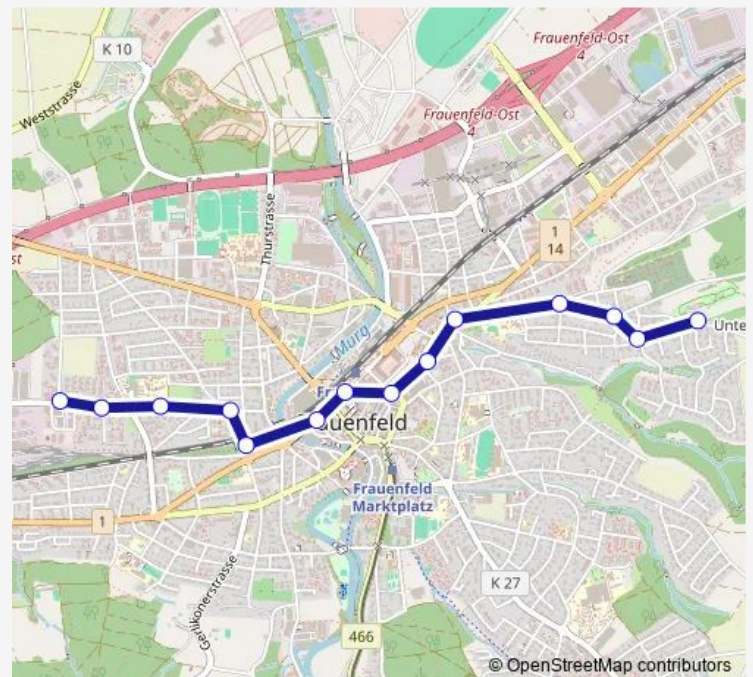 K 10
Weststrasse
Frauenfeld-Ost
4
Frauenfeld-Ost
4
Thurstrasse
1
14
Murg
Unte
auenfeld
Frauenfeld
Marktplatz
1
K 27
Gerlikonerstrasse
466
© OpenStreetMap contributors